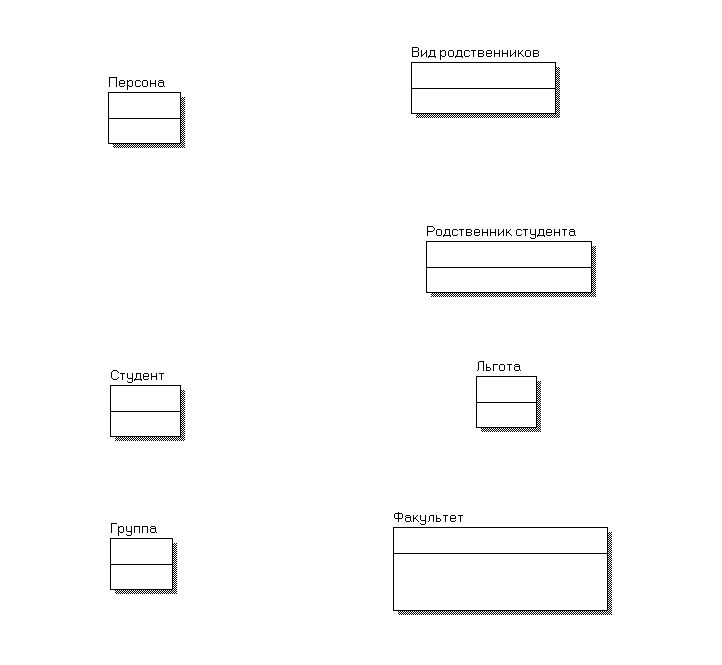 Персона
Вид родственников
Родственник студента
Студент
Льгота
Группа
Факультет